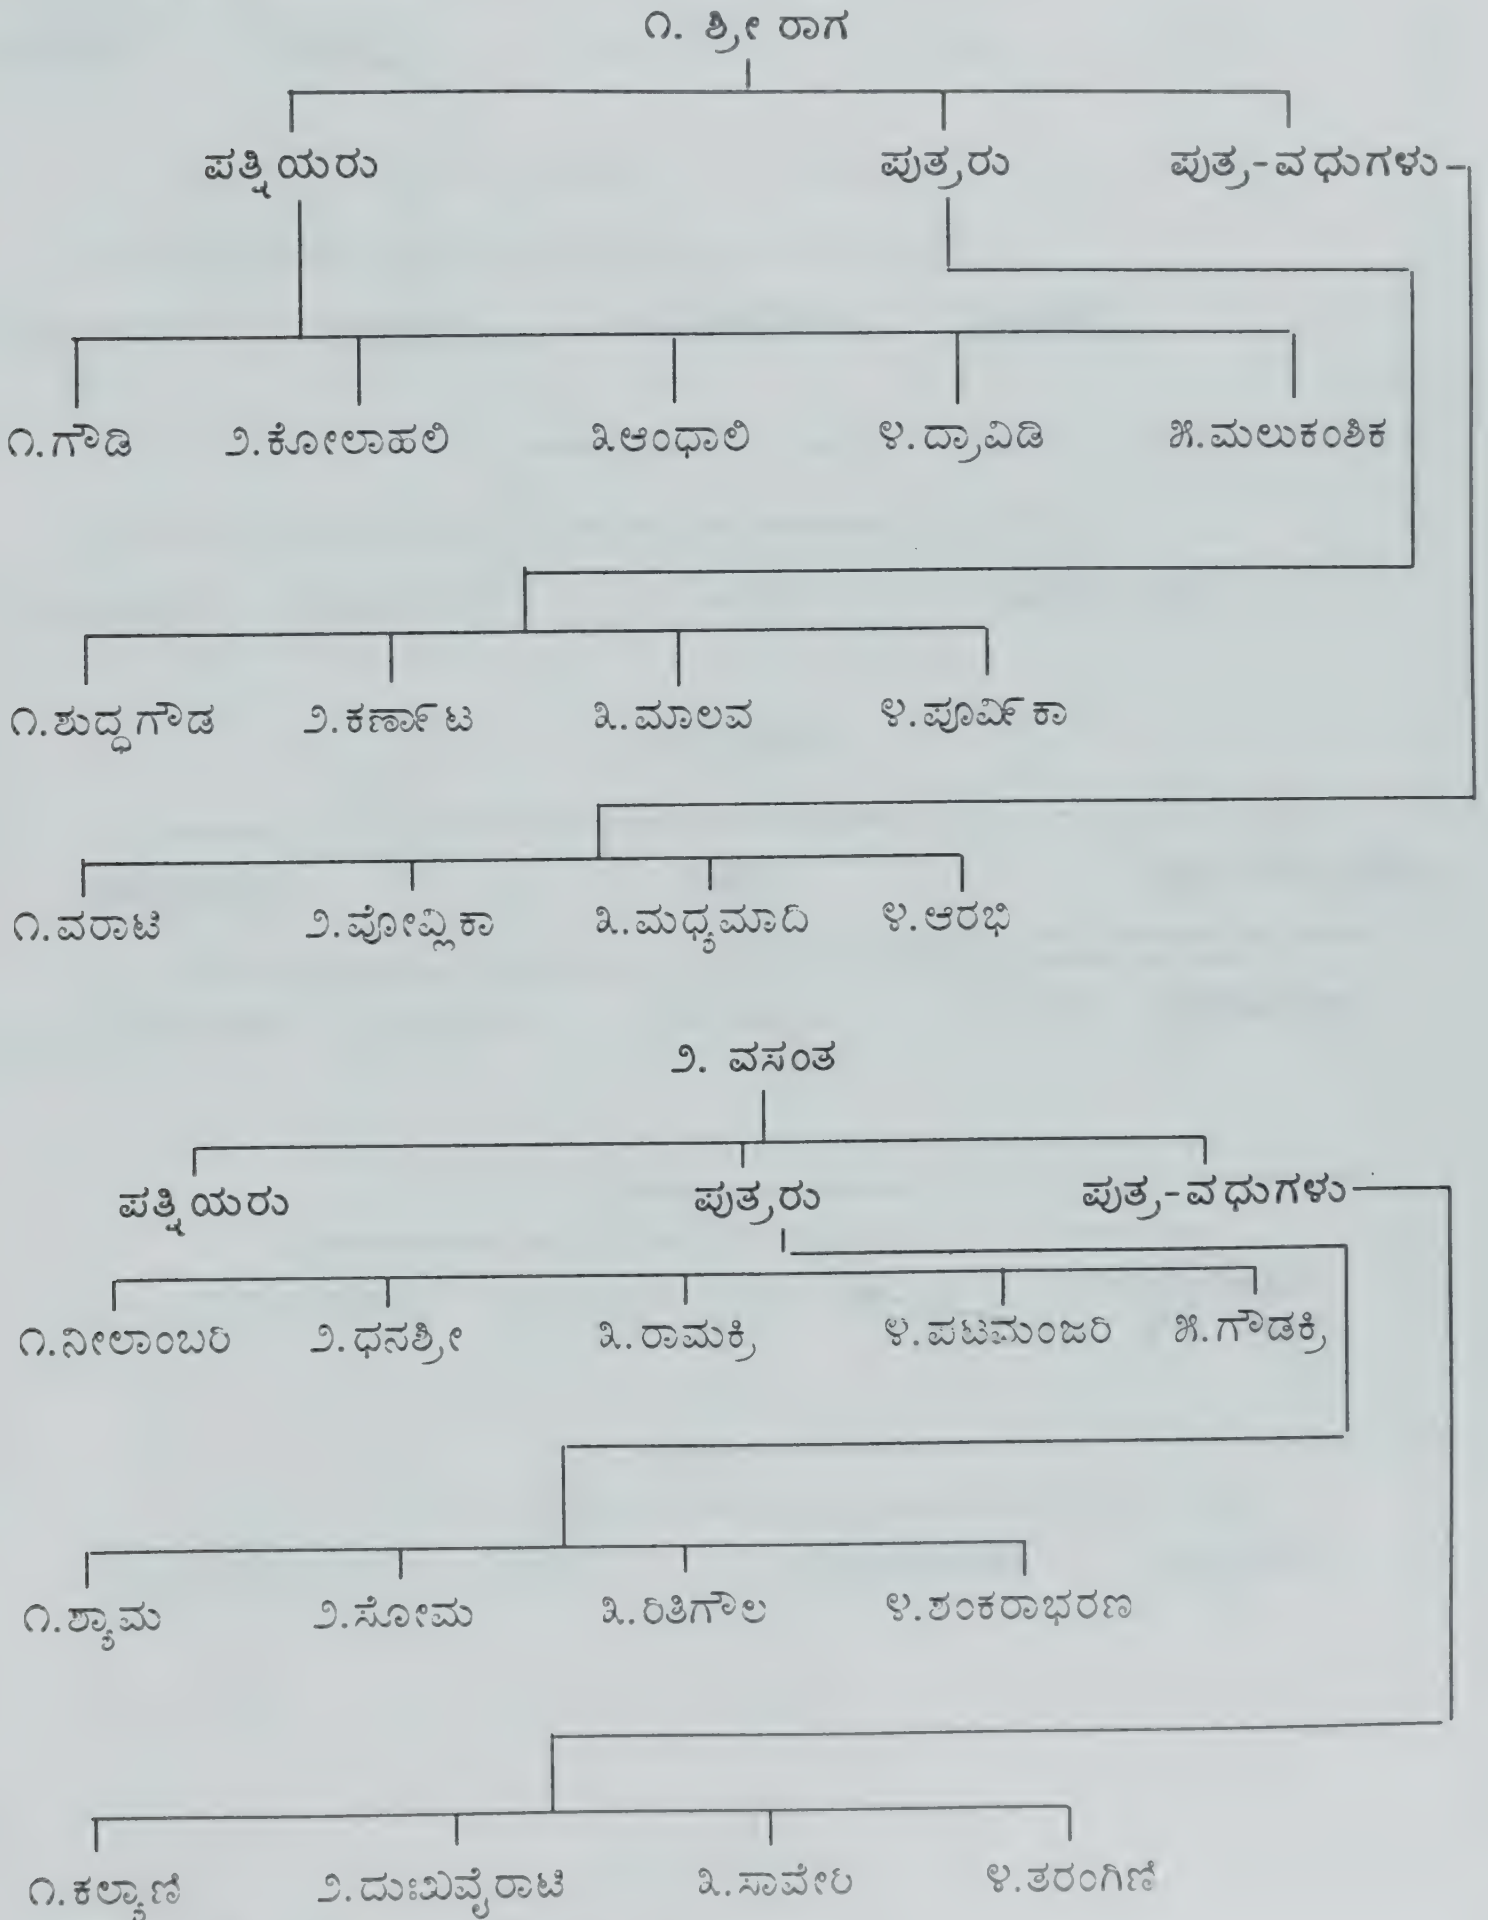 ೧. ಶ್ರೀ ರಾಗ
ಪತ್ನಿಯರು ಪುತ್ರರು ಪುತ್ರ-ವಧುಗಳು
೧.ಗೌಡಿ ೨.ಕೋಲಾಹಲಿ ೩.ಆಂಧಾಲಿ ೪.ದ್ರಾವಿಡಿ ೫.ಮಲುಕಂಶಿಕ
೧.ಶುದ್ಧಗೌಡ ೨.ಕರ್ಣಾಟ ೩.ಮಾಲವ ೪.ಪೂರ್ವಿಕಾ
೧.ವರಾಟಿ ೨.ವೋವ್ಲಿಕಾ ೩.ಮಧ್ಯಮಾದಿ ೪.ಆರಭಿ
೨. ವಸಂತ
ಪತ್ನಿಯರು ಪುತ್ರರು ಪುತ್ರ-ವಧುಗಳು
೧.ನೀಲಾಂಬರಿ ೨.ಧನಶ್ರೀ ೩.ರಾಮಕ್ರಿ ೪.ಪಟಮಂಜರಿ ೫.ಗೌಡಕ್ರಿ
೧.ಶ್ಯಾಮ ೨.ಸೋಮ ೩.ರಿತಿಗೌಲ ೪.ಶಂಕರಾಭರಣ
೧.ಕಲ್ಯಾಣಿ ೨.ದುಃಖವೈರಾಟಿ ೩.ಸಾವೇರಿ ೪.ತರಂಗಿಣಿ